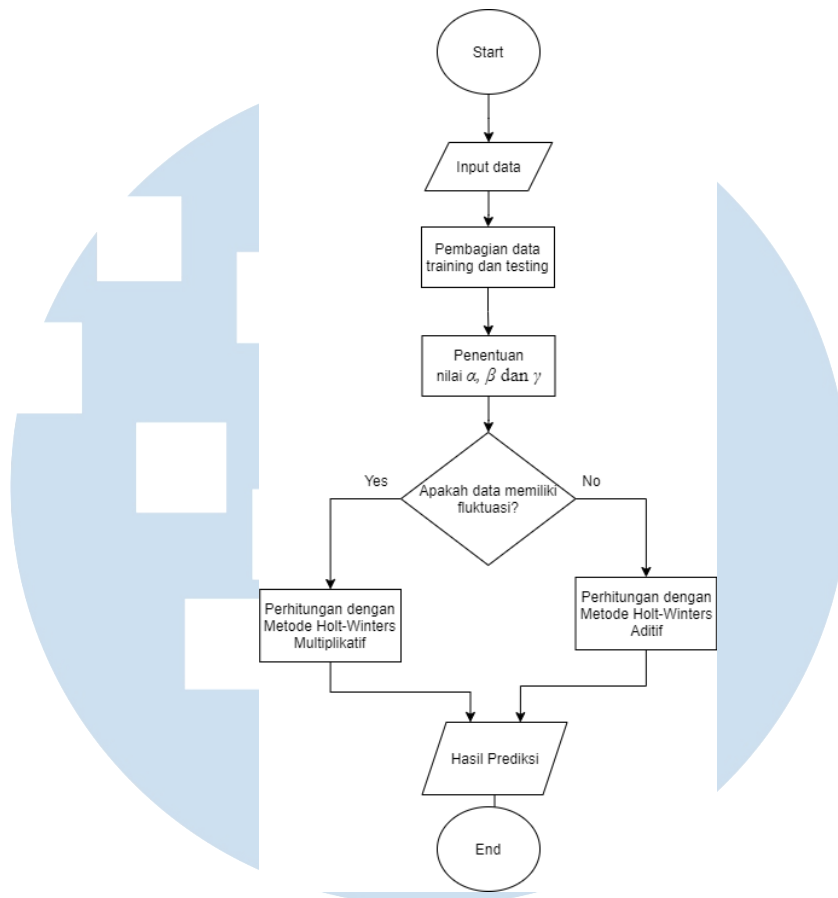 Start
Input data
Pembagian data
training dan testing
Penentuan
nilai α, β dan γ
Apakah data memiliki
fluktuasi?
Yes
No
Perhitungan dengan
Metode Holt-Winters
Multiplikatif
Perhitungan dengan
Metode Holt-Winters
Aditif
Hasil Prediksi
End